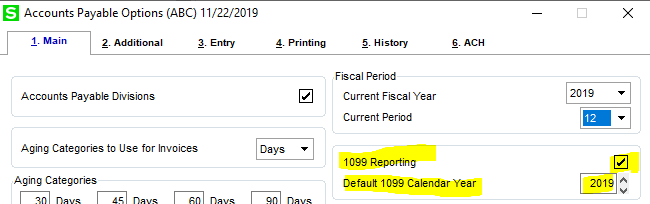 S Accounts Payable Options (ABC) 11/22/2019
1. Main 2. Additional 3. Entry 4. Printing 5. History 6. ACH
Accounts Payable Divisions
Aging Categories to Use for Invoices Days
Aging Categories
30 Days 45 Days 60 Days 90 Days
Fiscal Period
Current Fiscal Year 2019
Current Period 12
1099 Reporting
Default 1099 Calendar Year 2019